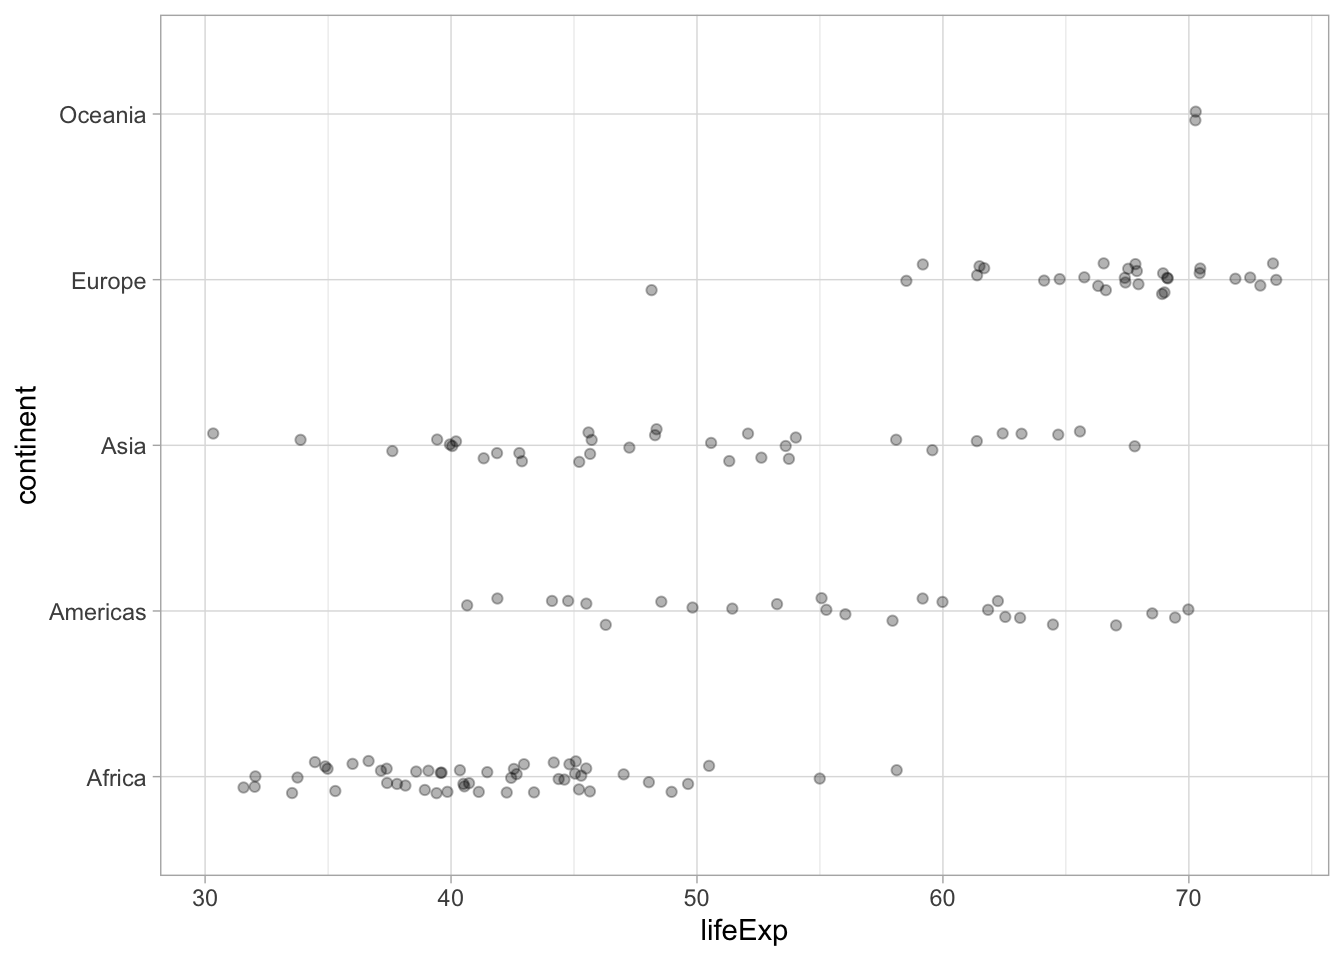 Oceania
Europe
Asia
Americas
Africa
continent
30 40 50 60 70
lifeExp